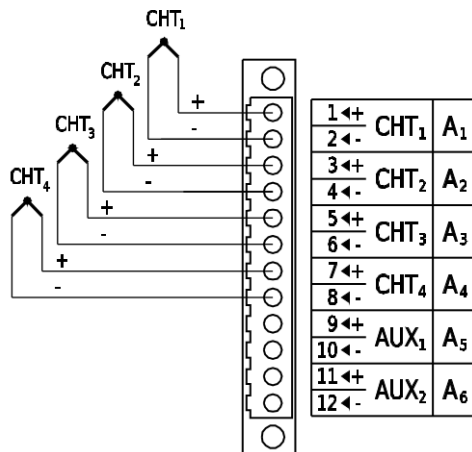 CHT₁
CHT₂
CHT₃
CHT₄
+
-
+
-
+
-
+
-
1◄+ CHT₁ A₁
2◄-
3◄+ CHT₂ A₂
4◄-
5◄+ CHT₃ A₃
6◄-
7◄+ CHT₄ A₄
8◄-
9◄+ AUX₁ A₅
10◄-
11◄+ AUX₂ A₆
12◄-